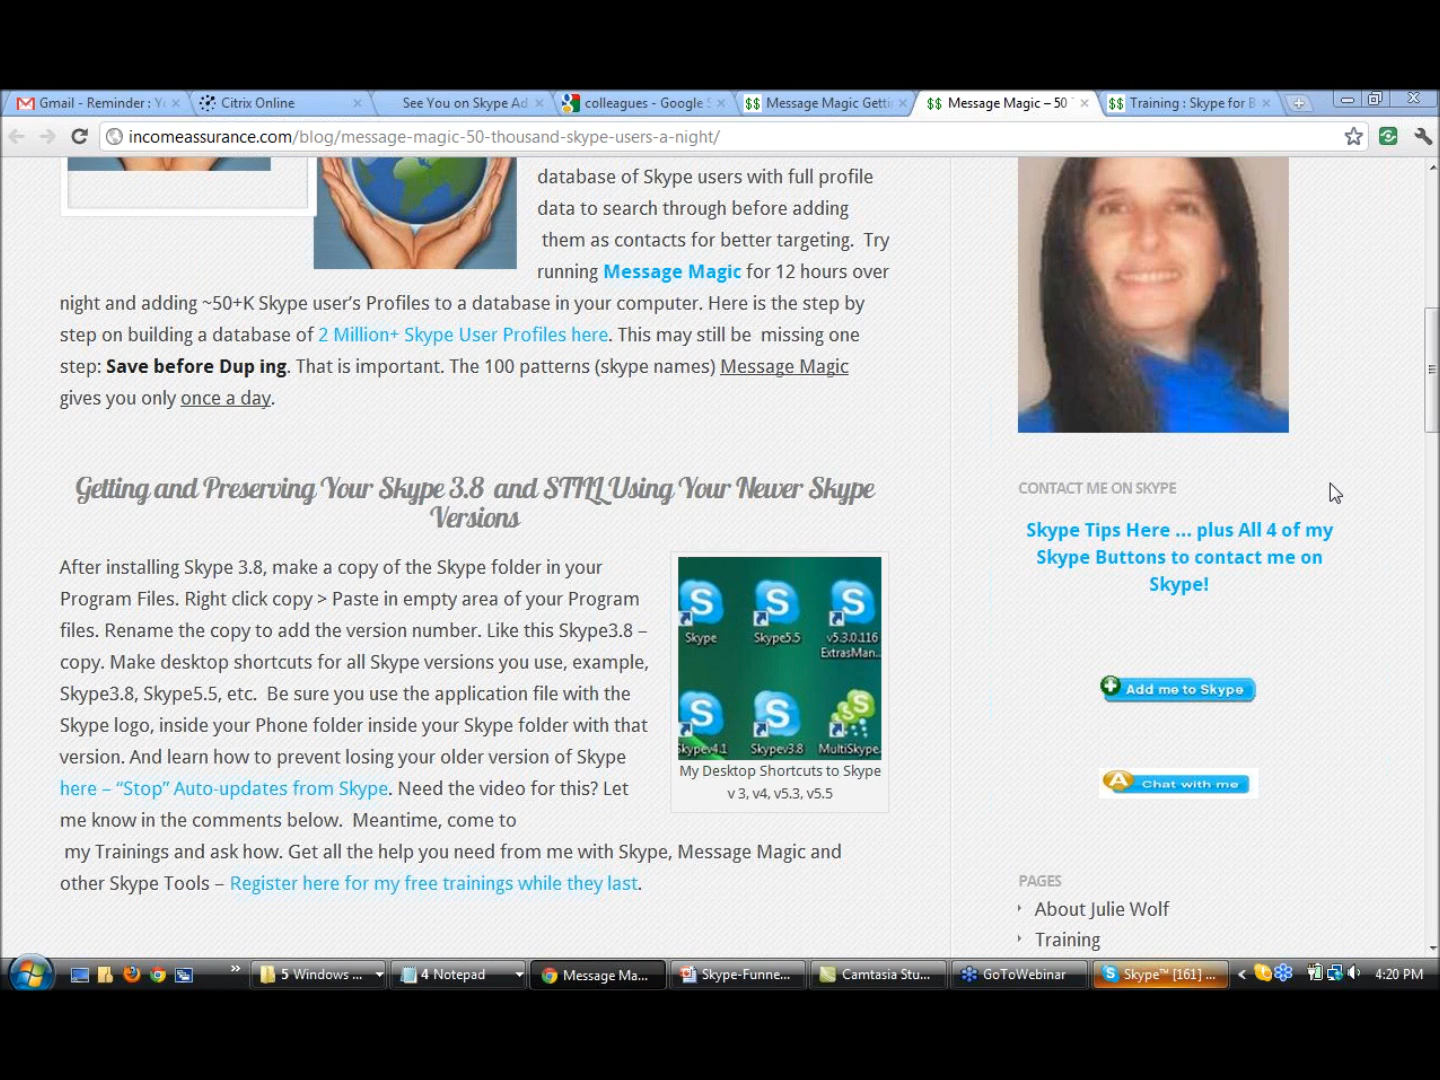 Gmail - Reminder : Y
Citrix Online
See You on Skype Ad
colleagues - Google S
$$ Message Magic Getti
$$ Message Magic – 50
$$ Training : Skype for B
incomeassurance.com/blog/message-magic-50-thousand-skype-users-a-night/
database of Skype users with full profile
data to search through before adding
them as contacts for better targeting. Try
running Message Magic for 12 hours over
night and adding ~50+K Skype user's Profiles to a database in your computer. Here is the step by
step on building a database of 2 Million+ Skype User Profiles here. This may still be missing one
step: Save before Dup ing. That is important. The 100 patterns (skype names) Message Magic
gives you only once a day.
Getting and Preserving Your Skype 3.8 and STILL Using Your Newer Skype
Versions
After installing Skype 3.8, make a copy of the Skype folder in your
Program Files. Right click copy > Paste in empty area of your Program
files. Rename the copy to add the version number. Like this Skype3.8 –
copy. Make desktop shortcuts for all Skype versions you use, example,
Skype3.8, Skype5.5, etc. Be sure you use the application file with the
Skype logo, inside your Phone folder inside your Skype folder with that
version. And learn how to prevent losing your older version of Skype
here – “Stop” Auto-updates from Skype. Need the video for this? Let
me know in the comments below. Meantime, come to
my Trainings and ask how. Get all the help you need from me with Skype, Message Magic and
other Skype Tools – Register here for my free trainings while they last.
Skype Skype5.5 v5.3.0.116
ExtrasMan...
Skypev4.1 Skypev3.8 MultiSkype
My Desktop Shortcuts to Skype
v 3, v4, v5.3, v5.5
CONTACT ME ON SKYPE
Skype Tips Here ... plus All 4 of my
Skype Buttons to contact me on
Skype!
Add me to Skype
Chat with me
PAGES
About Julie Wolf
Training
5 Windows ...
4 Notepad
Message Ma...
Skype-Funne...
Camtasia Stu...
GoToWebinar
Skype™ [161] ...
4:20 PM